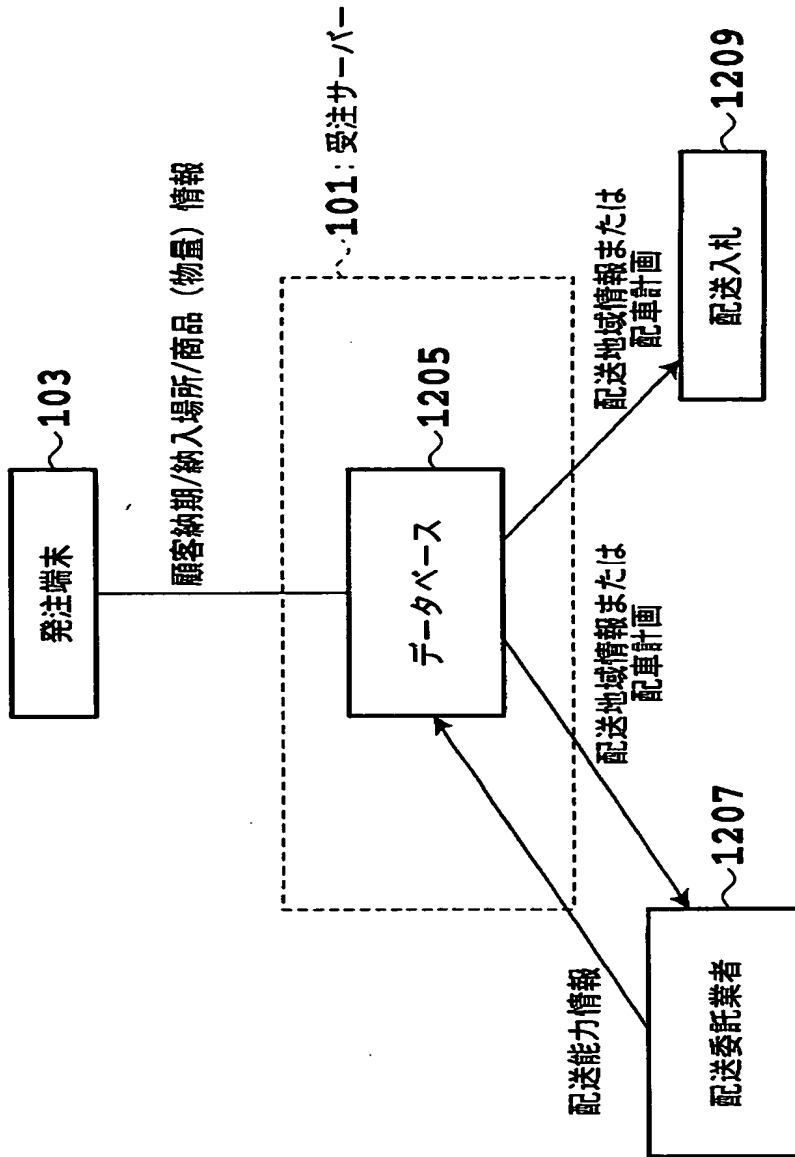 発注端末
103
顧客納期/納入場所/商品（物量）情報
101：受注サーバー
データベース
1205
配送能力情報
配送地域情報または
配車計画
配送地域情報または
配車計画
配送委託業者
1207
配送入札
1209